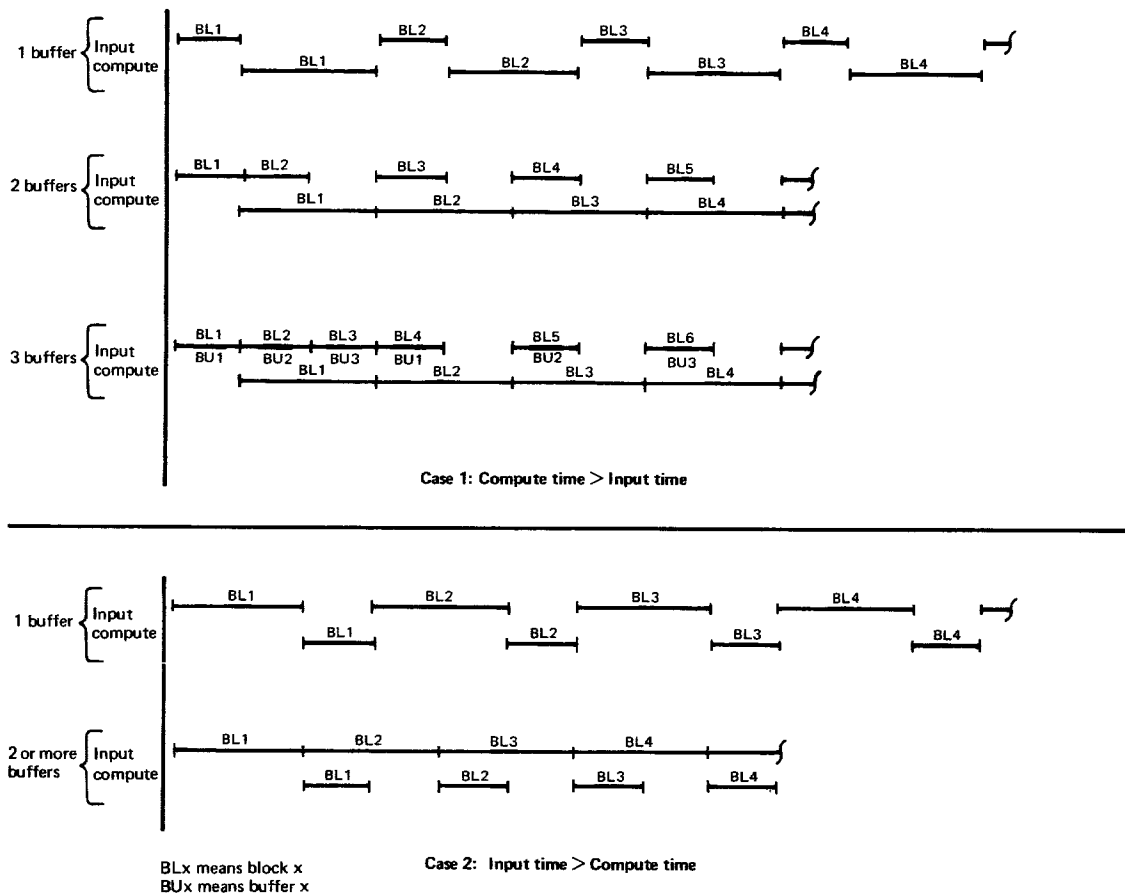 BL1 BL2 BL3 BL4
1 buffer { Input
compute
BL1 BL2 BL3 BL4
BL1 BL2 BL3 BL4 BL5
2 buffers { Input
compute
BL1 BL2 BL3 BL4
BL1 BL2 BL3 BL4 BL5 BL6
3 buffers { Input
compute
BU1 BU2 BU3 BU1 BU2 BU3
BL1 BL2 BL3 BL4
Case 1: Compute time > Input time
BL1 BL2 BL3 BL4
1 buffer { Input
compute
BL1 BL2 BL3 BL4
BL1 BL2 BL3 BL4
2 or more
buffers { Input
compute
BL1 BL2 BL3 BL4
Case 2: Input time > Compute time
BLx means block x
BUx means buffer x